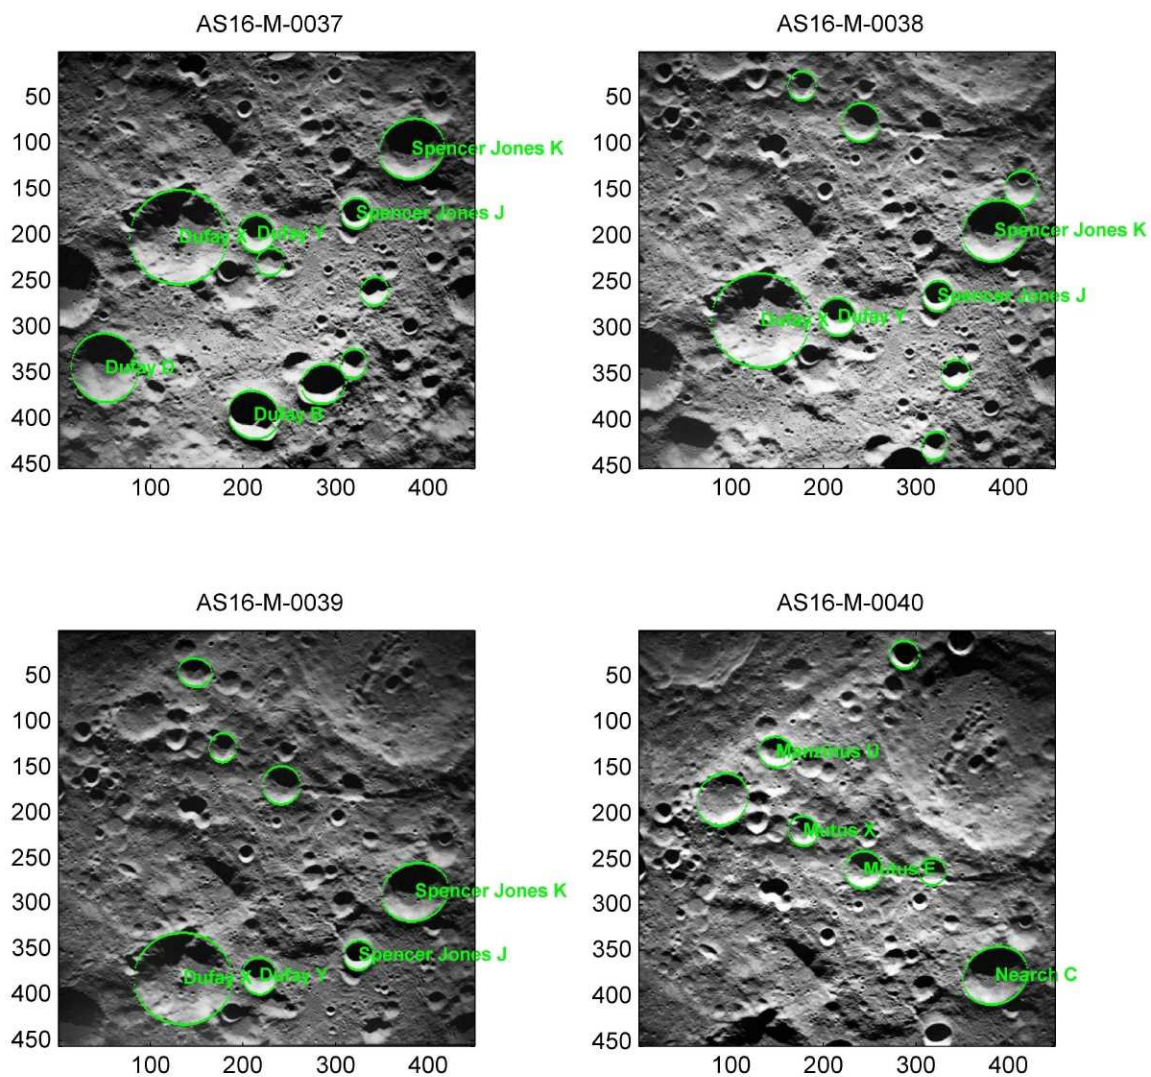 AS16-M-0037
50
100
150
200
250
300
350
400
450
Spencer Jones K
Spencer Jones J
Dufay X
Dufay Y
Dufay D
Dufay B
100 200 300 400
AS16-M-0038
50
100
150
200
250
300
350
400
450
Spencer Jones K
Spencer Jones J
Dufay X
Dufay Y
100 200 300 400
AS16-M-0039
50
100
150
200
250
300
350
400
450
Spencer Jones K
Spencer Jones J
Dufay X
Dufay Y
100 200 300 400
AS16-M-0040
50
100
150
200
250
300
350
400
450
Manzinus U
Mutus X
Mutus E
Nearch C
100 200 300 400